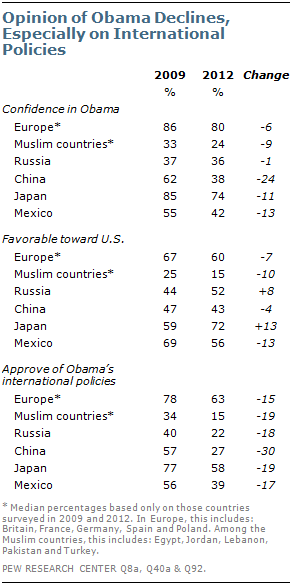 Opinion of Obama Declines,
Especially on International
Policies
2009 2012 Change
% %
Confidence in Obama
Europe* 86 80 -6
Muslim countries* 33 24 -9
Russia 37 36 -1
China 62 38 -24
Japan 85 74 -11
Mexico 55 42 -13
Favorable toward U.S.
Europe* 67 60 -7
Muslim countries* 25 15 -10
Russia 44 52 +8
China 47 43 -4
Japan 59 72 +13
Mexico 69 56 -13
Approve of Obama's
international policies
Europe* 78 63 -15
Muslim countries* 34 15 -19
Russia 40 22 -18
China 57 27 -30
Japan 77 58 -19
Mexico 56 39 -17
* Median percentages based only on those countries
surveyed in 2009 and 2012. In Europe, this includes:
Britain, France, Germany, Spain and Poland. Among the
Muslim countries, this includes: Egypt, Jordan, Lebanon,
Pakistan and Turkey.
PEW RESEARCH CENTER Q8a, Q40a & Q92.